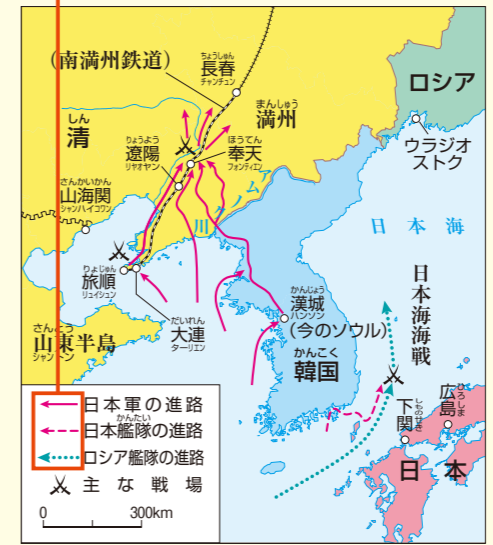 (南満州鉄道)
ちょうしゅん
長春
チャンチュン
ロシア
しん
清
まんしゅう
満州
ウラジオ
ストク
りょうよう
遼陽
リヤオヤン
ほうてん
奉天
フォンティエン
さんかいかん
山海関
シャンハイコワン
アムノック川
日本海
りょじゅん
旅順
リュイシュン
だいれん
大連
ターリエン
かんじょう
漢城
ハンソン
(今のソウル)
かんこく
韓国
日本海海戦
さんとう
山東半島
シャントン
ひろしま
広島
しものせき
下関
日本
日本軍の進路
かんたい
日本艦隊の進路
ロシア艦隊の進路
主な戦場
0 300km